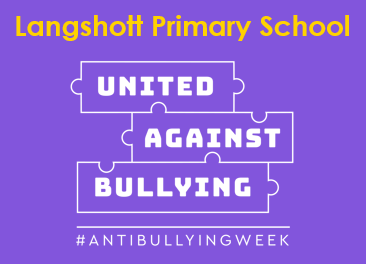 Langshott Primary School
UNITED
AGAINST
BULLYING
#ANTIBULLYINGWEEK